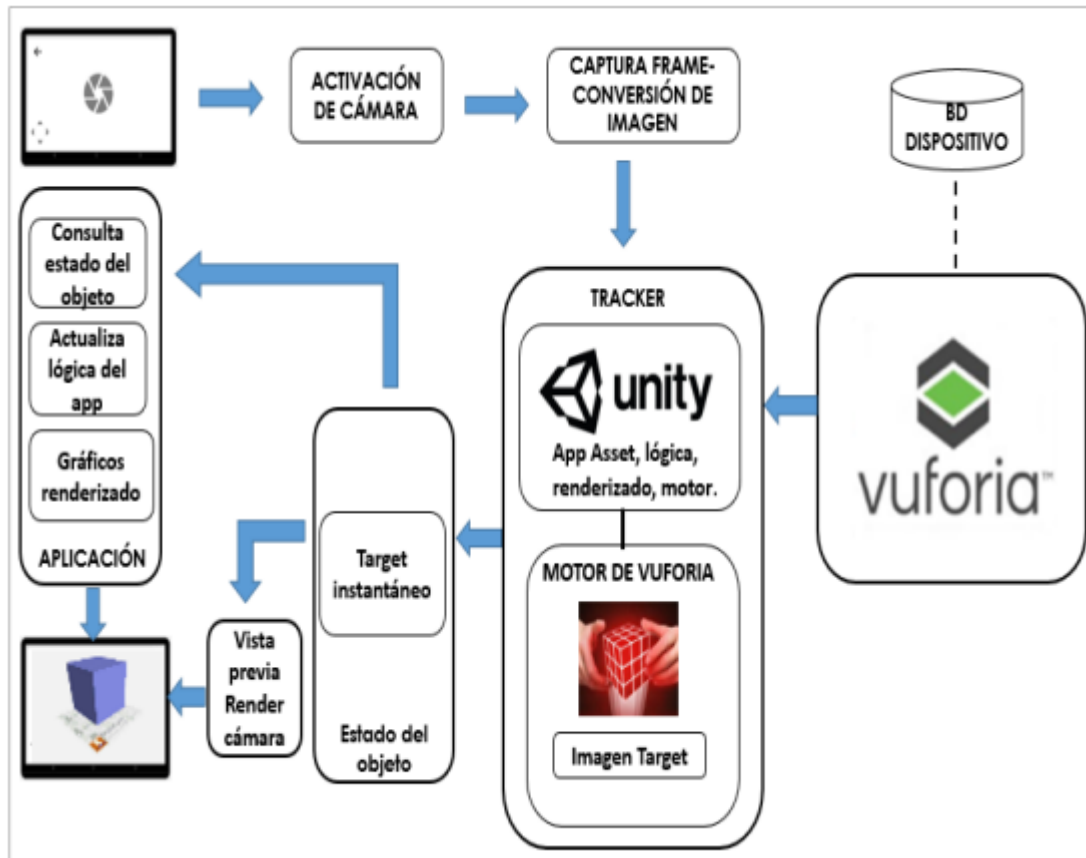 ACTIVACIÓN
DE CÁMARA
CAPTURA FRAME-
CONVERSIÓN DE
IMAGEN
BD
DISPOSITIVO
Consulta
estado del
objeto
Actualiza
lógica del
app
Gráficos
renderizado
APLICACIÓN
TRACKER
unity
App Asset, lógica,
renderizado, motor.
MOTOR DE VUFORIA
Imagen Target
vuforia™
Target
instantáneo
Estado del
objeto
Vista
previa
Render
cámara